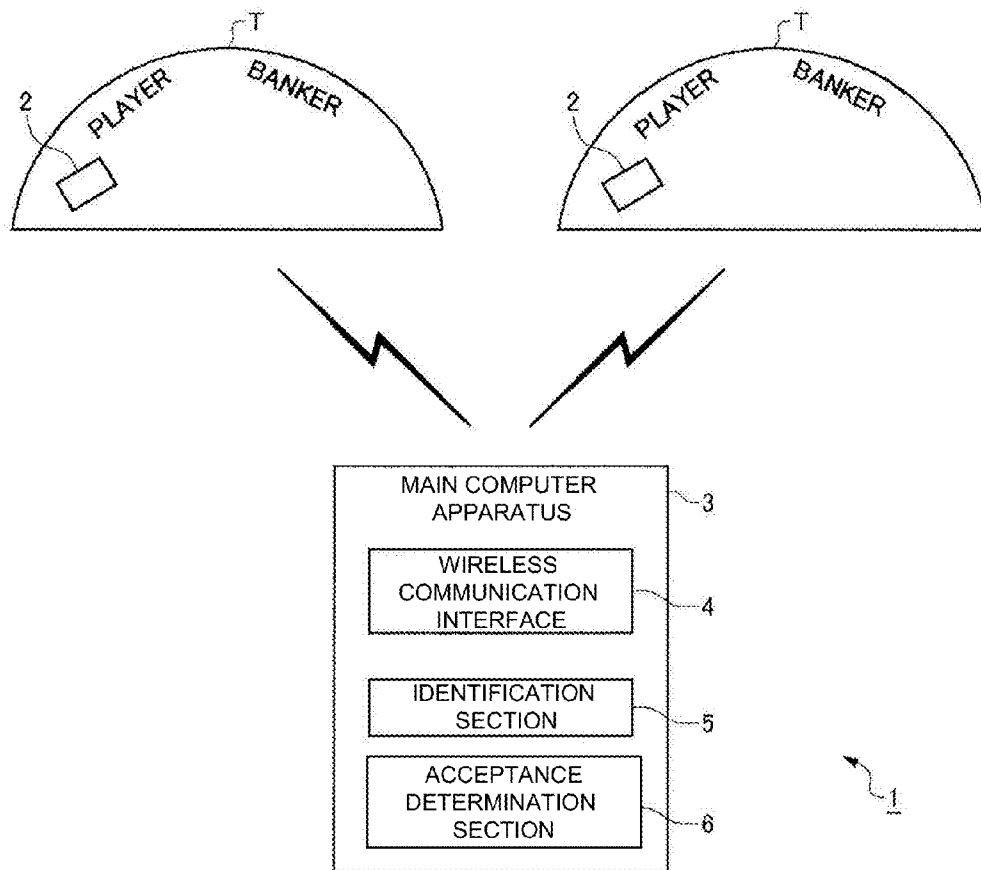 T
T
2
PLAYER
BANKER
2
PLAYER
BANKER
MAIN COMPUTER
APPARATUS
3
WIRELESS
COMMUNICATION
INTERFACE
4
IDENTIFICATION
SECTION
5
ACCEPTANCE
DETERMINATION
SECTION
6
1